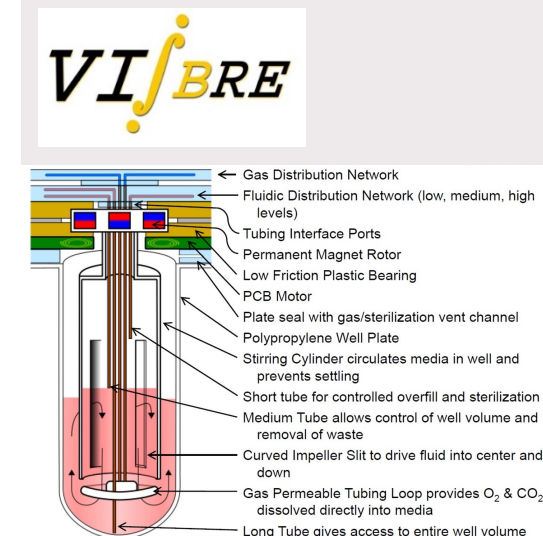 VI∫BRE
Gas Distribution Network
Fluidic Distribution Network (low, medium, high
levels)
Tubing Interface Ports
Permanent Magnet Rotor
Low Friction Plastic Bearing
PCB Motor
Plate seal with gas/sterilization vent channel
Polypropylene Well Plate
Stirring Cylinder circulates media in well and
prevents settling
Short tube for controlled overfill and sterilization
Medium Tube allows control of well volume and
removal of waste
Curved Impeller Slit to drive fluid into center and
down
Gas Permeable Tubing Loop provides O₂ & CO₂
dissolved directly into media
Long Tube gives access to entire well volume